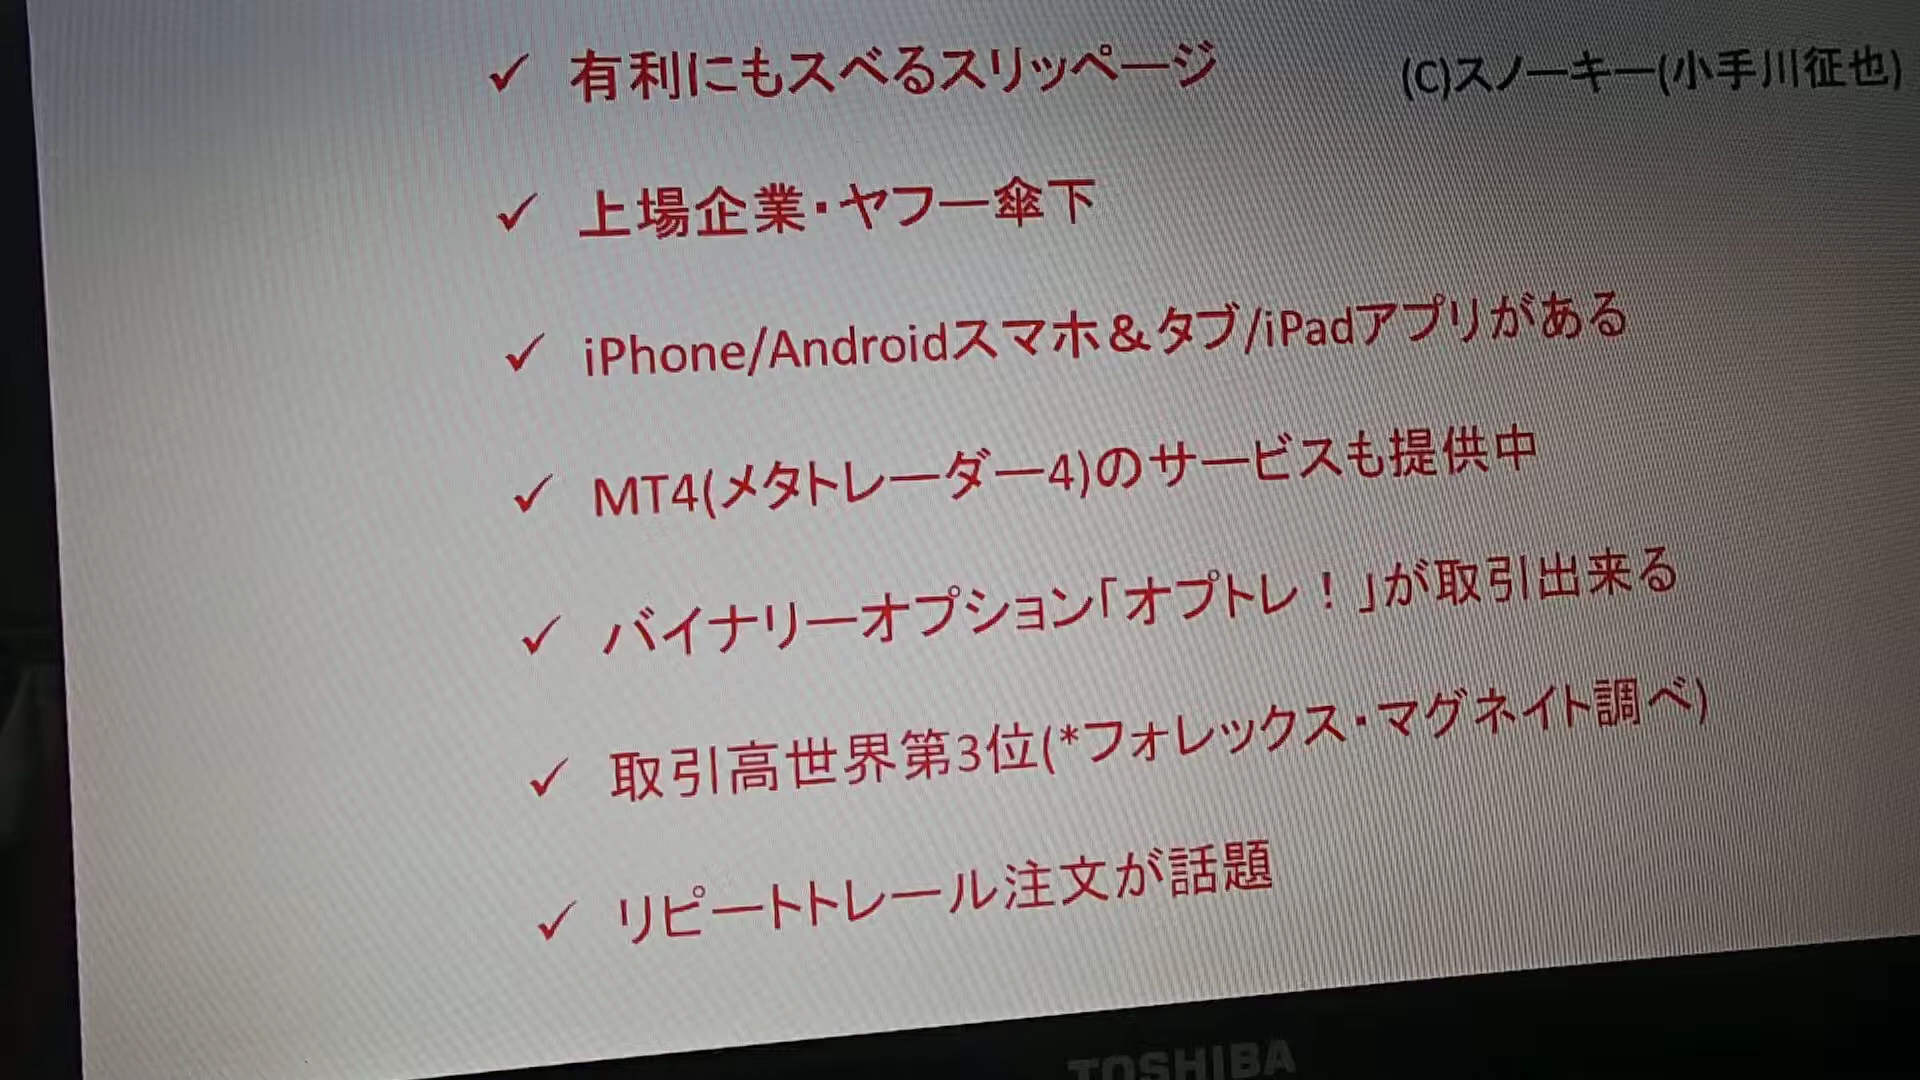 ✓ 有利にもスベるスリッページ
(C)スノーキー(小手川征也)
✓ 上場企業・ヤフー傘下
✓ iPhone/Androidスマホ＆タブ/iPadアプリがある
✓ MT4(メタトレーダー4)のサービスも提供中
✓ バイナリーオプション「オプトレ！」が取引出来る
✓ 取引高世界第3位(*フォレックス・マグネイト調べ)
✓ リピートトレール注文が話題
TOSHIBA